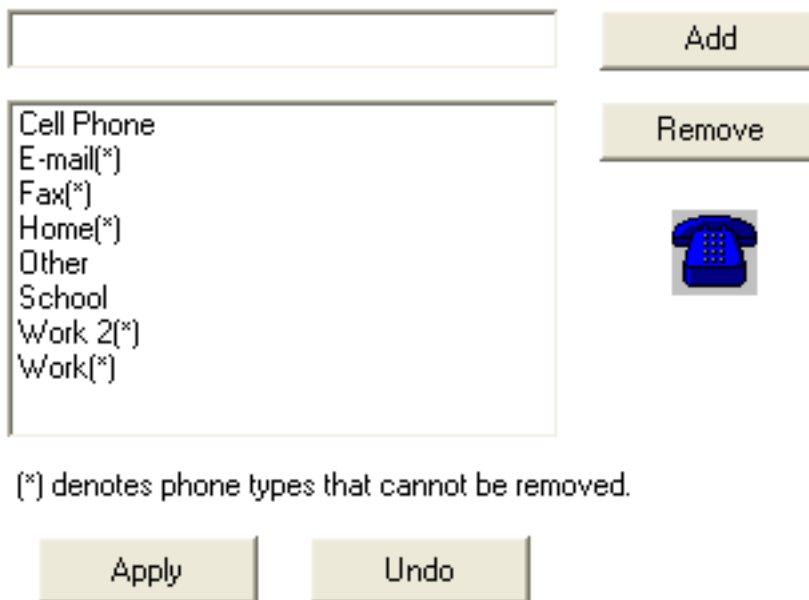 Add
Cell Phone
E-mail(*)
Fax(*)
Home(*)
Other
School
Work 2(*)
Work(*)
Remove
(*) denotes phone types that cannot be removed.
Apply
Undo